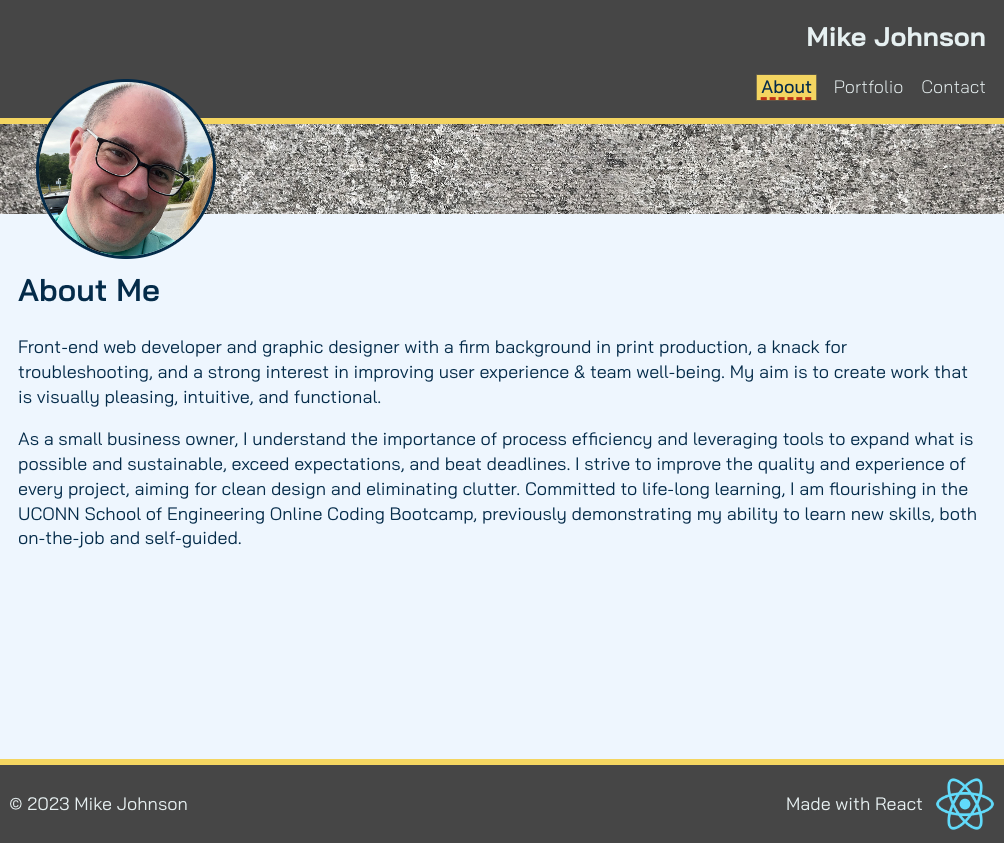 Mike Johnson
About Portfolio Contact
About Me
Front-end web developer and graphic designer with a firm background in print production, a knack for
troubleshooting, and a strong interest in improving user experience & team well-being. My aim is to create work that
is visually pleasing, intuitive, and functional.
As a small business owner, I understand the importance of process efficiency and leveraging tools to expand what is
possible and sustainable, exceed expectations, and beat deadlines. I strive to improve the quality and experience of
every project, aiming for clean design and eliminating clutter. Committed to life-long learning, I am flourishing in the
UCONN School of Engineering Online Coding Bootcamp, previously demonstrating my ability to learn new skills, both
on-the-job and self-guided.
© 2023 Mike Johnson
Made with React